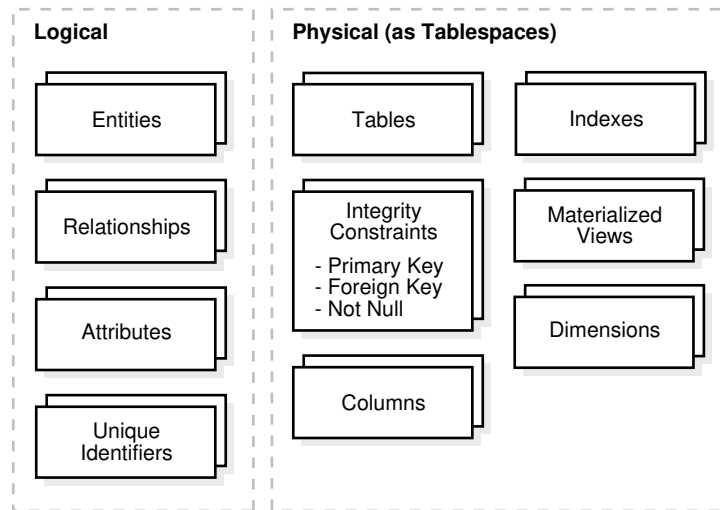 Logical
Entities
Relationships
Attributes
Unique
Identifiers
Physical (as Tablespaces)
Tables
Integrity
Constraints
- Primary Key
- Foreign Key
- Not Null
Columns
Indexes
Materialized
Views
Dimensions